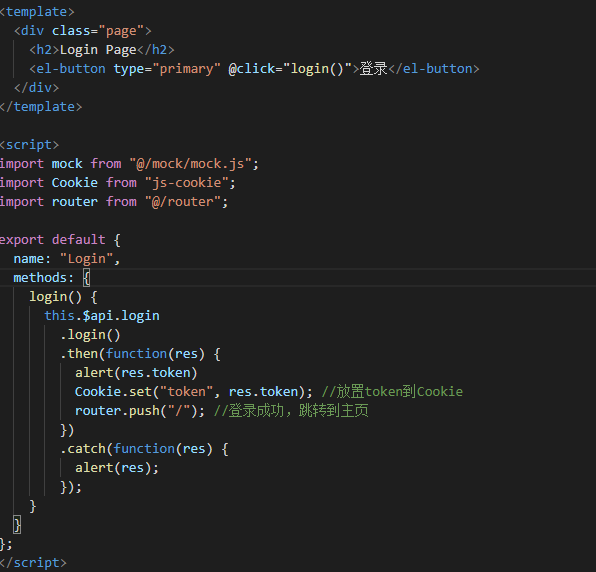 <template>
  <div class="page">
    <h2>Login Page</h2>
    <el-button type="primary" @click="login()">登录</el-button>
  </div>
</template>

<script>
import mock from "@/mock/mock.js";
import Cookie from "js-cookie";
import router from "@/router";

export default {
  name: "Login",
  methods: {
    login() {
      this.$api.login
        .login()
        .then(function(res) {
          alert(res.token)
          Cookie.set("token", res.token); //放置token到Cookie
          router.push("/"); //登录成功，跳转到主页
        })
        .catch(function(res) {
          alert(res);
        });
    }
  }
};
</script>